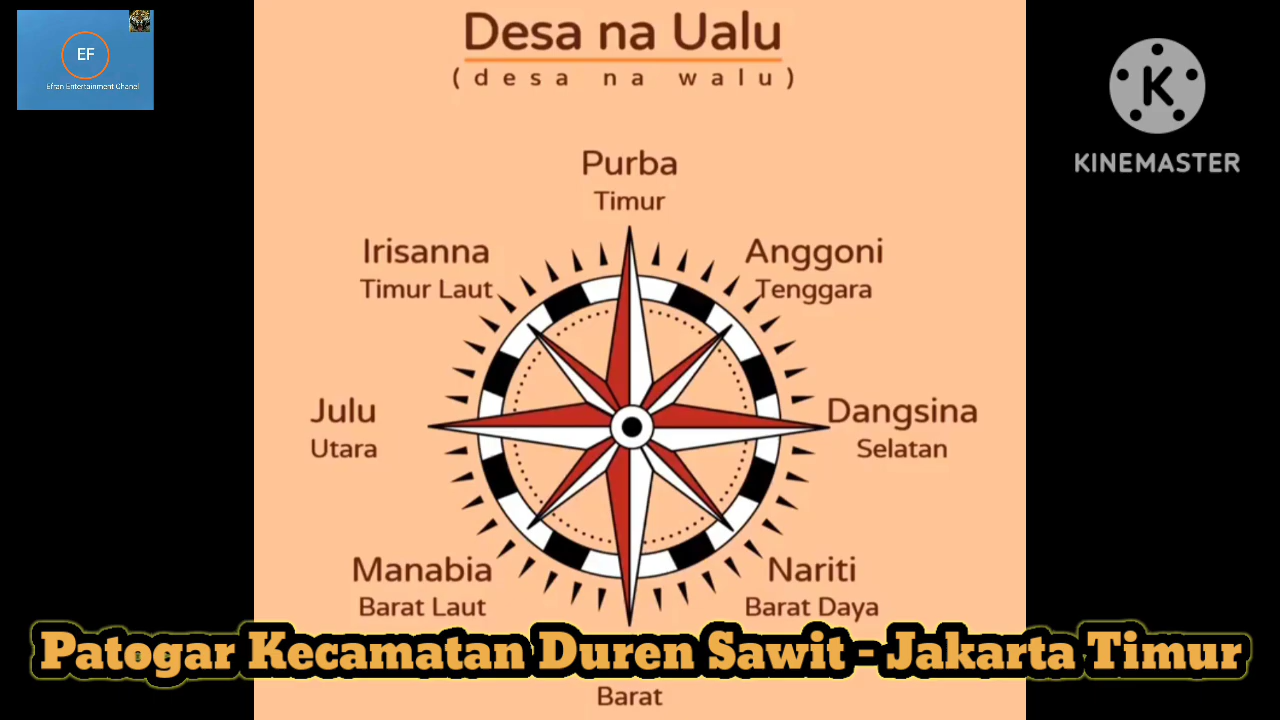 Desa na Ualu
(desa na walu)
EF
Efran Entertainment Chanel
K
KINEMASTER
Purba
Timur
Irisanna
Timur Laut
Anggoni
Tenggara
Julu
Utara
Dangsina
Selatan
Manabia
Barat Laut
Nariti
Barat Daya
Patogar Kecamatan Duren Sawit - Jakarta Timur
Barat